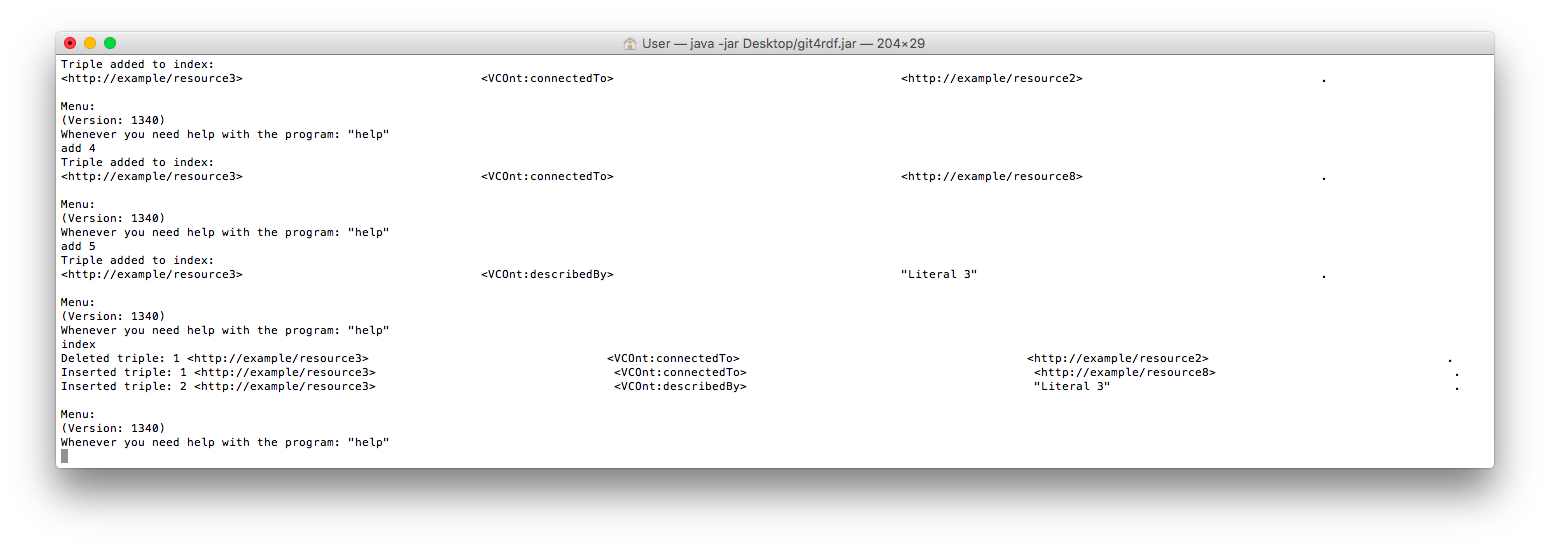 User — java -jar Desktop/git4rdf.jar — 204×29
Triple added to index:
<http://example/resource3> <VCOnt:connectedTo> <http://example/resource2> .
Menu:
(Version: 1340)
Whenever you need help with the program: "help"
add 4
Triple added to index:
<http://example/resource3> <VCOnt:connectedTo> <http://example/resource8> .
Menu:
(Version: 1340)
Whenever you need help with the program: "help"
add 5
Triple added to index:
<http://example/resource3> <VCOnt:describedBy> "Literal 3" .
Menu:
(Version: 1340)
Whenever you need help with the program: "help"
index
Deleted triple: 1 <http://example/resource3> <VCOnt:connectedTo> <http://example/resource2> .
Inserted triple: 1 <http://example/resource3> <VCOnt:connectedTo> <http://example/resource8> .
Inserted triple: 2 <http://example/resource3> <VCOnt:describedBy> "Literal 3" .
Menu:
(Version: 1340)
Whenever you need help with the program: "help"